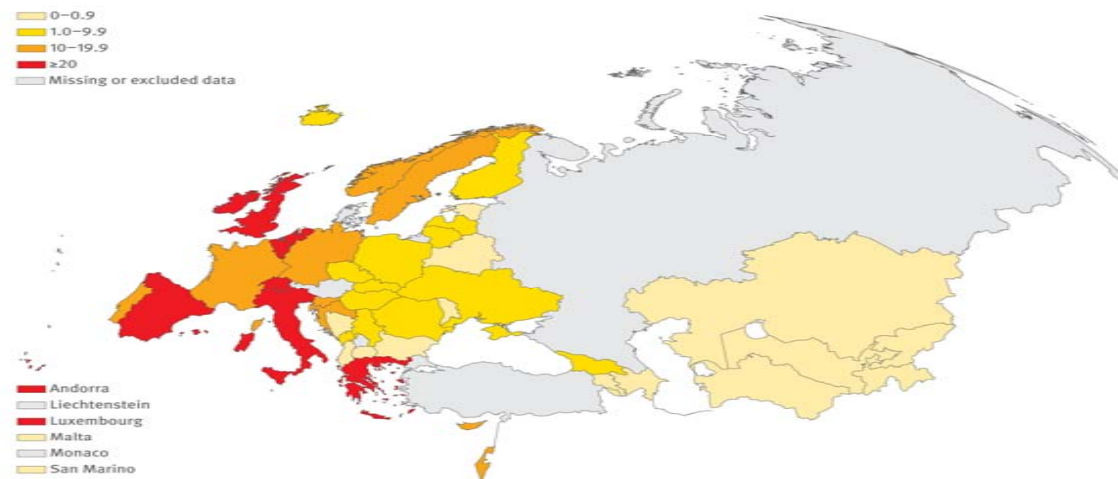 0–0.9
1.0–9.9
10–19.9
≥20
Missing or excluded data
Andorra
Liechtenstein
Luxembourg
Malta
Monaco
San Marino